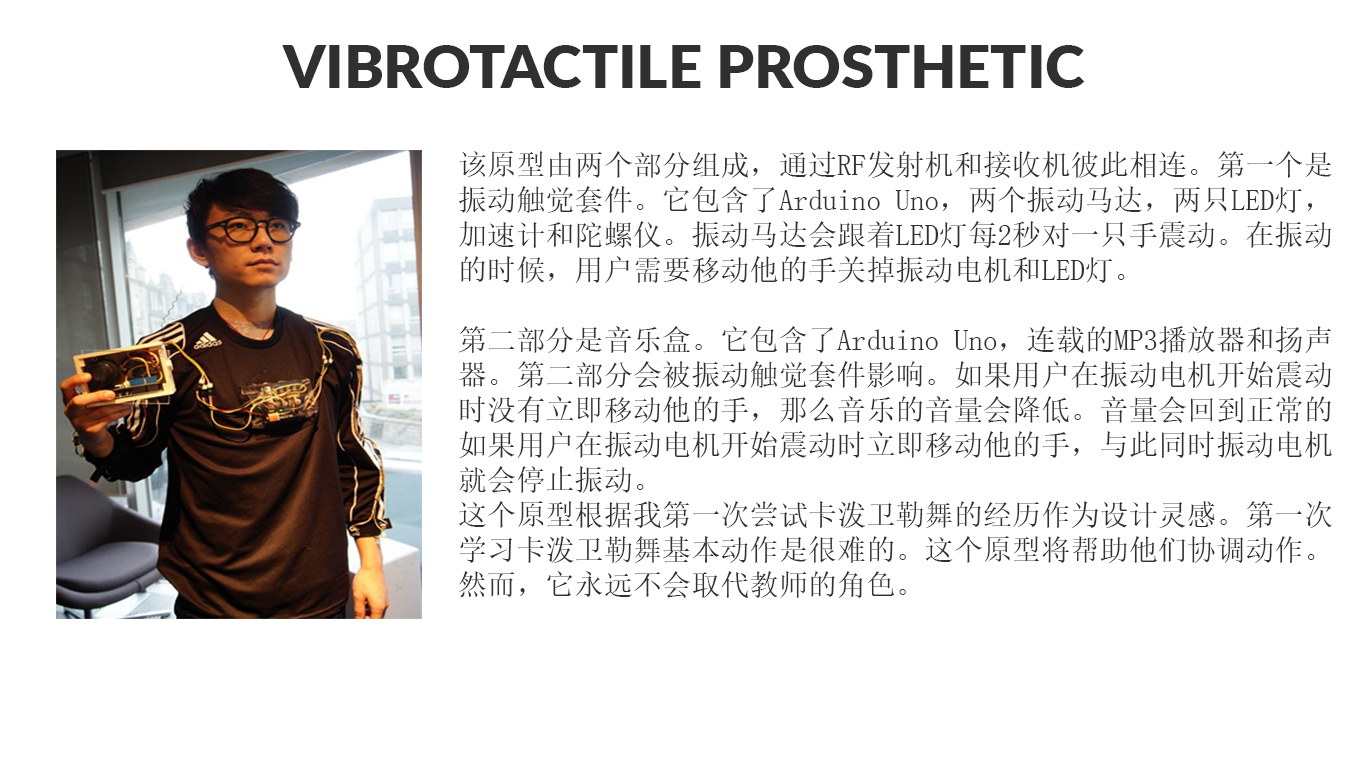 VIBROTACTILE PROSTHETIC
该原型由两个部分组成，通过RF发射机和接收机彼此相连。第一个是
振动触觉套件。它包含了Arduino Uno，两个振动马达，两只LED灯，
加速计和陀螺仪。振动马达会跟着LED灯每2秒对一只手震动。在振动
的时候，用户需要移动他的手关掉振动电机和LED灯。
第二部分是音乐盒。它包含了Arduino Uno，连载的MP3播放器和扬声
器。第二部分会被振动触觉套件影响。如果用户在振动电机开始震动
时没有立即移动他的手，那么音乐的音量会降低。音量会回到正常的
如果用户在振动电机开始震动时立即移动他的手，与此同时振动电机
就会停止振动。
这个原型根据我第一次尝试卡泼卫勒舞的经历作为设计灵感。第一次
学习卡泼卫勒舞基本动作是很难的。这个原型将帮助他们协调动作。
然而，它永远不会取代教师的角色。
adidas